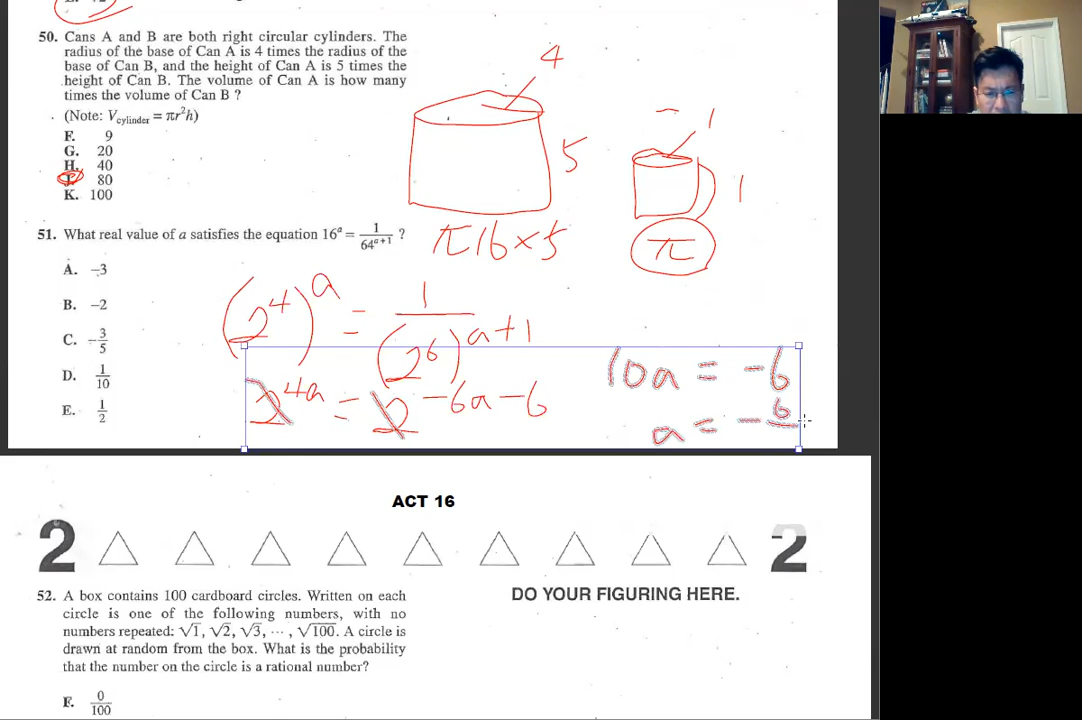 50. Cans A and B are both right circular cylinders. The
radius of the base of Can A is 4 times the radius of the
base of Can B, and the height of Can A is 5 times the
height of Can B. The volume of Can A is how many
times the volume of Can B ?
(Note: Vcylinder = πr²h)
F. 9
G. 20
H. 40
80
K. 100
4
5
1
1
π16×5
π
51. What real value of a satisfies the equation 16ᵃ = 1/64ᵃ⁺¹ ?
A. –3
B. –2
C. –3/5
D. 1/10
E. 1/2
(2⁴)ᵃ = 1/(2⁶)ᵃ⁺¹
2⁴ᵃ = 2⁻⁶ᵃ⁻⁶
10a = -6
a = -6
ACT 16
2 2
52. A box contains 100 cardboard circles. Written on each
circle is one of the following numbers, with no
numbers repeated: √1, √2, √3, ⋯ , √100. A circle is
drawn at random from the box. What is the probability
that the number on the circle is a rational number?
DO YOUR FIGURING HERE.
F. 0/100